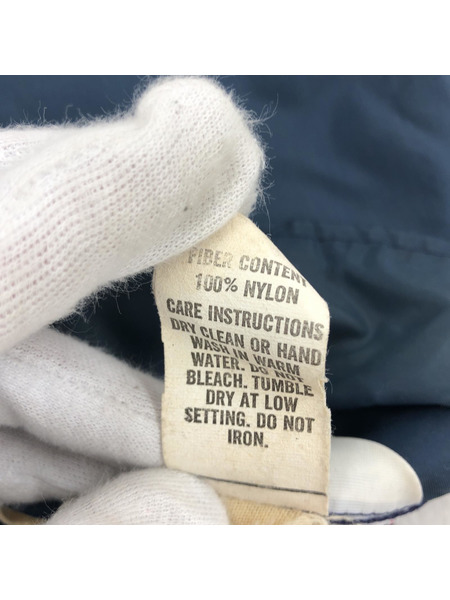 FIBER CONTENT
100% NYLON
CARE INSTRUCTIONS
DRY CLEAN OR HAND
WASH IN WARM
WATER. DO NOT
BLEACH. TUMBLE
DRY AT LOW
SETTING. DO NOT
IRON.